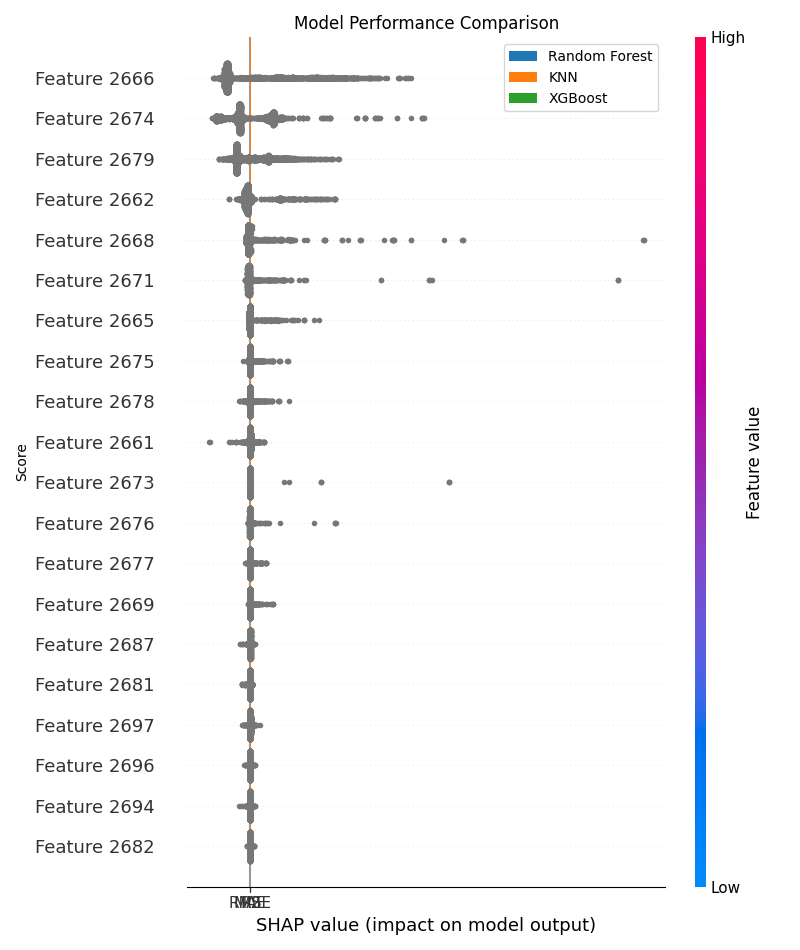 Model Performance Comparison
High
Random Forest
KNN
XGBoost
Feature 2666
Feature 2674
Feature 2679
Feature 2662
Feature 2668
Feature 2671
Feature 2665
Feature 2675
Feature 2678
Feature 2661
Feature 2673
Feature 2676
Feature 2677
Feature 2669
Feature 2687
Feature 2681
Feature 2697
Feature 2696
Feature 2694
Feature 2682
Score
Feature value
Low
SHAP value (impact on model output)